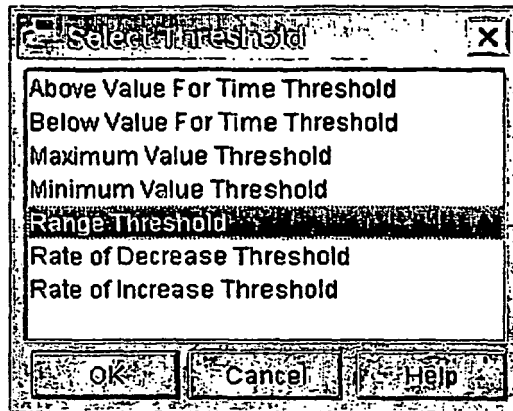 Select Threshold
Above Value For Time Threshold
Below Value For Time Threshold
Maximum Value Threshold
Minimum Value Threshold
Range Threshold
Rate of Decrease Threshold
Rate of Increase Threshold
OK Cancel Help